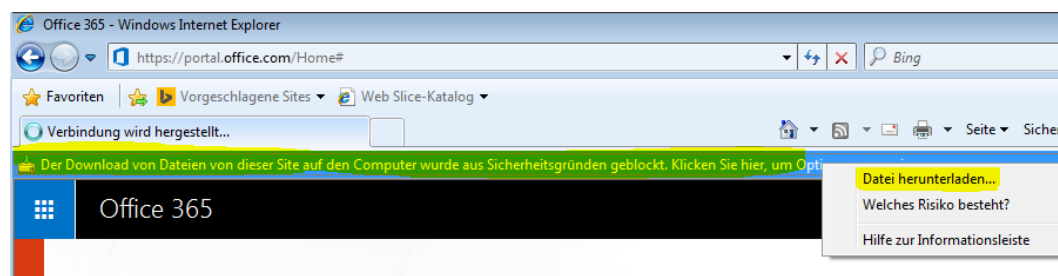 Office 365 - Windows Internet Explorer
https://portal.office.com/Home#
Bing
Favoriten Vorgeschlagene Sites Web Slice-Katalog
Verbindung wird hergestellt...
Seite
Der Download von Dateien von dieser Site auf den Computer wurde aus Sicherheitsgründen geblockt. Klicken Sie hier, um
Datei herunterladen...
Office 365
Welches Risiko besteht?
Hilfe zur Informationsleiste